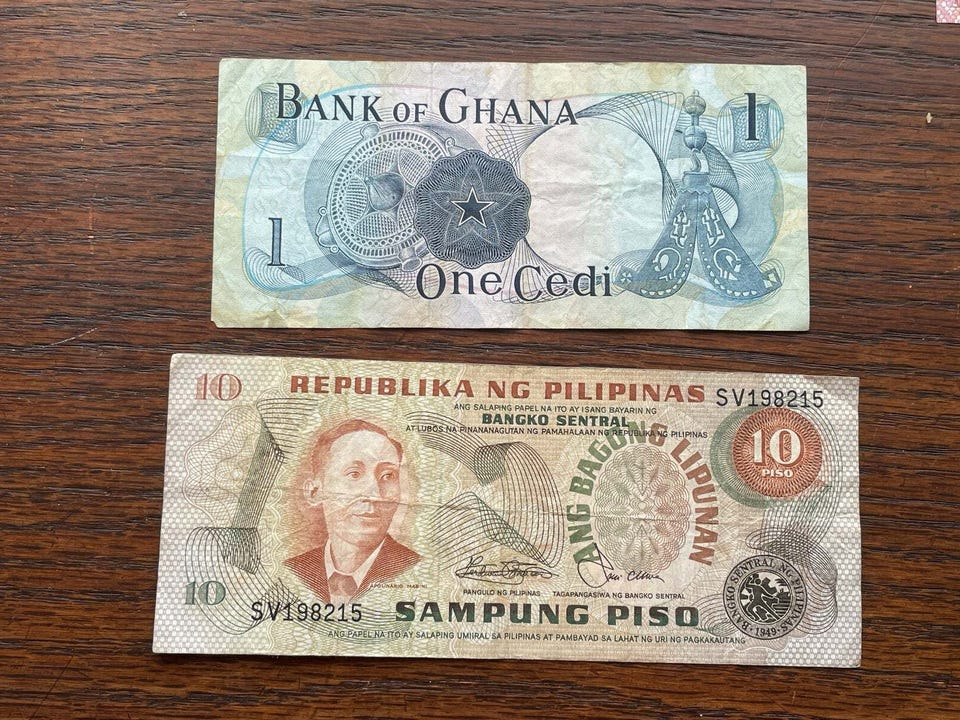 BANK OF GHANA
1
1
ONE CEDI
10
REPUBLIKA NG PILIPINAS
SV198215
ANG SALAPING PAPEL NA ITO AY ISANG BAYARIN NG
BANGKO SENTRAL
AT LUBOS NA PINANANAGUTAN NG PAMAHALAAN NG REPUBLIKA NG PILIPINAS
10
PISO
ANG BAGONG LIPUNAN
APOLINARIO MABINI
PANGULO NG PILIPINAS
TAGAPANGASIWA NG BANGKO SENTRAL
BANGKO SENTRAL NG PILIPINAS
1949
10
SV198215
SAMPUNG PISO
ANG PAPEL NA ITO AY SALAPING UMIIRAL SA PILIPINAS AT PAMBAYAD SA LAHAT NG URI NG PAGKAKAUTANG